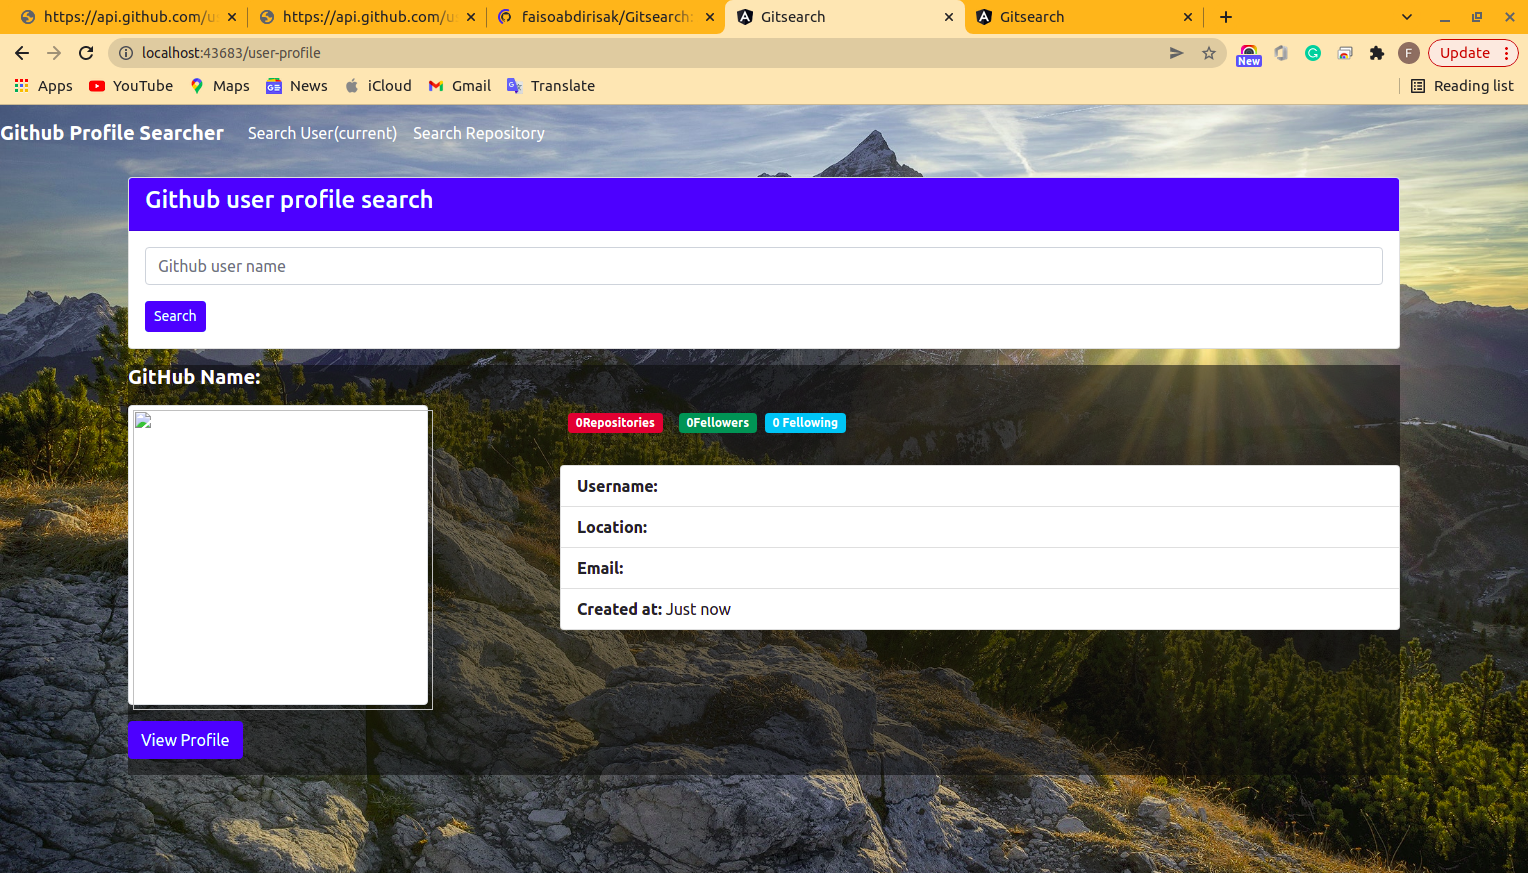 https://api.github.com/us
https://api.github.com/us
faisoabdirisak/Gitsearch:
Gitsearch
Gitsearch
localhost:43683/user-profile
New
F
Update
Apps
YouTube
Maps
News
iCloud
Gmail
Translate
Reading list
Github Profile Searcher
Search User(current)
Search Repository
Github user profile search
Github user name
Search
GitHub Name:
0Repositories
0Fellowers
0 Following
Username:
Location:
Email:
Created at: Just now
View Profile